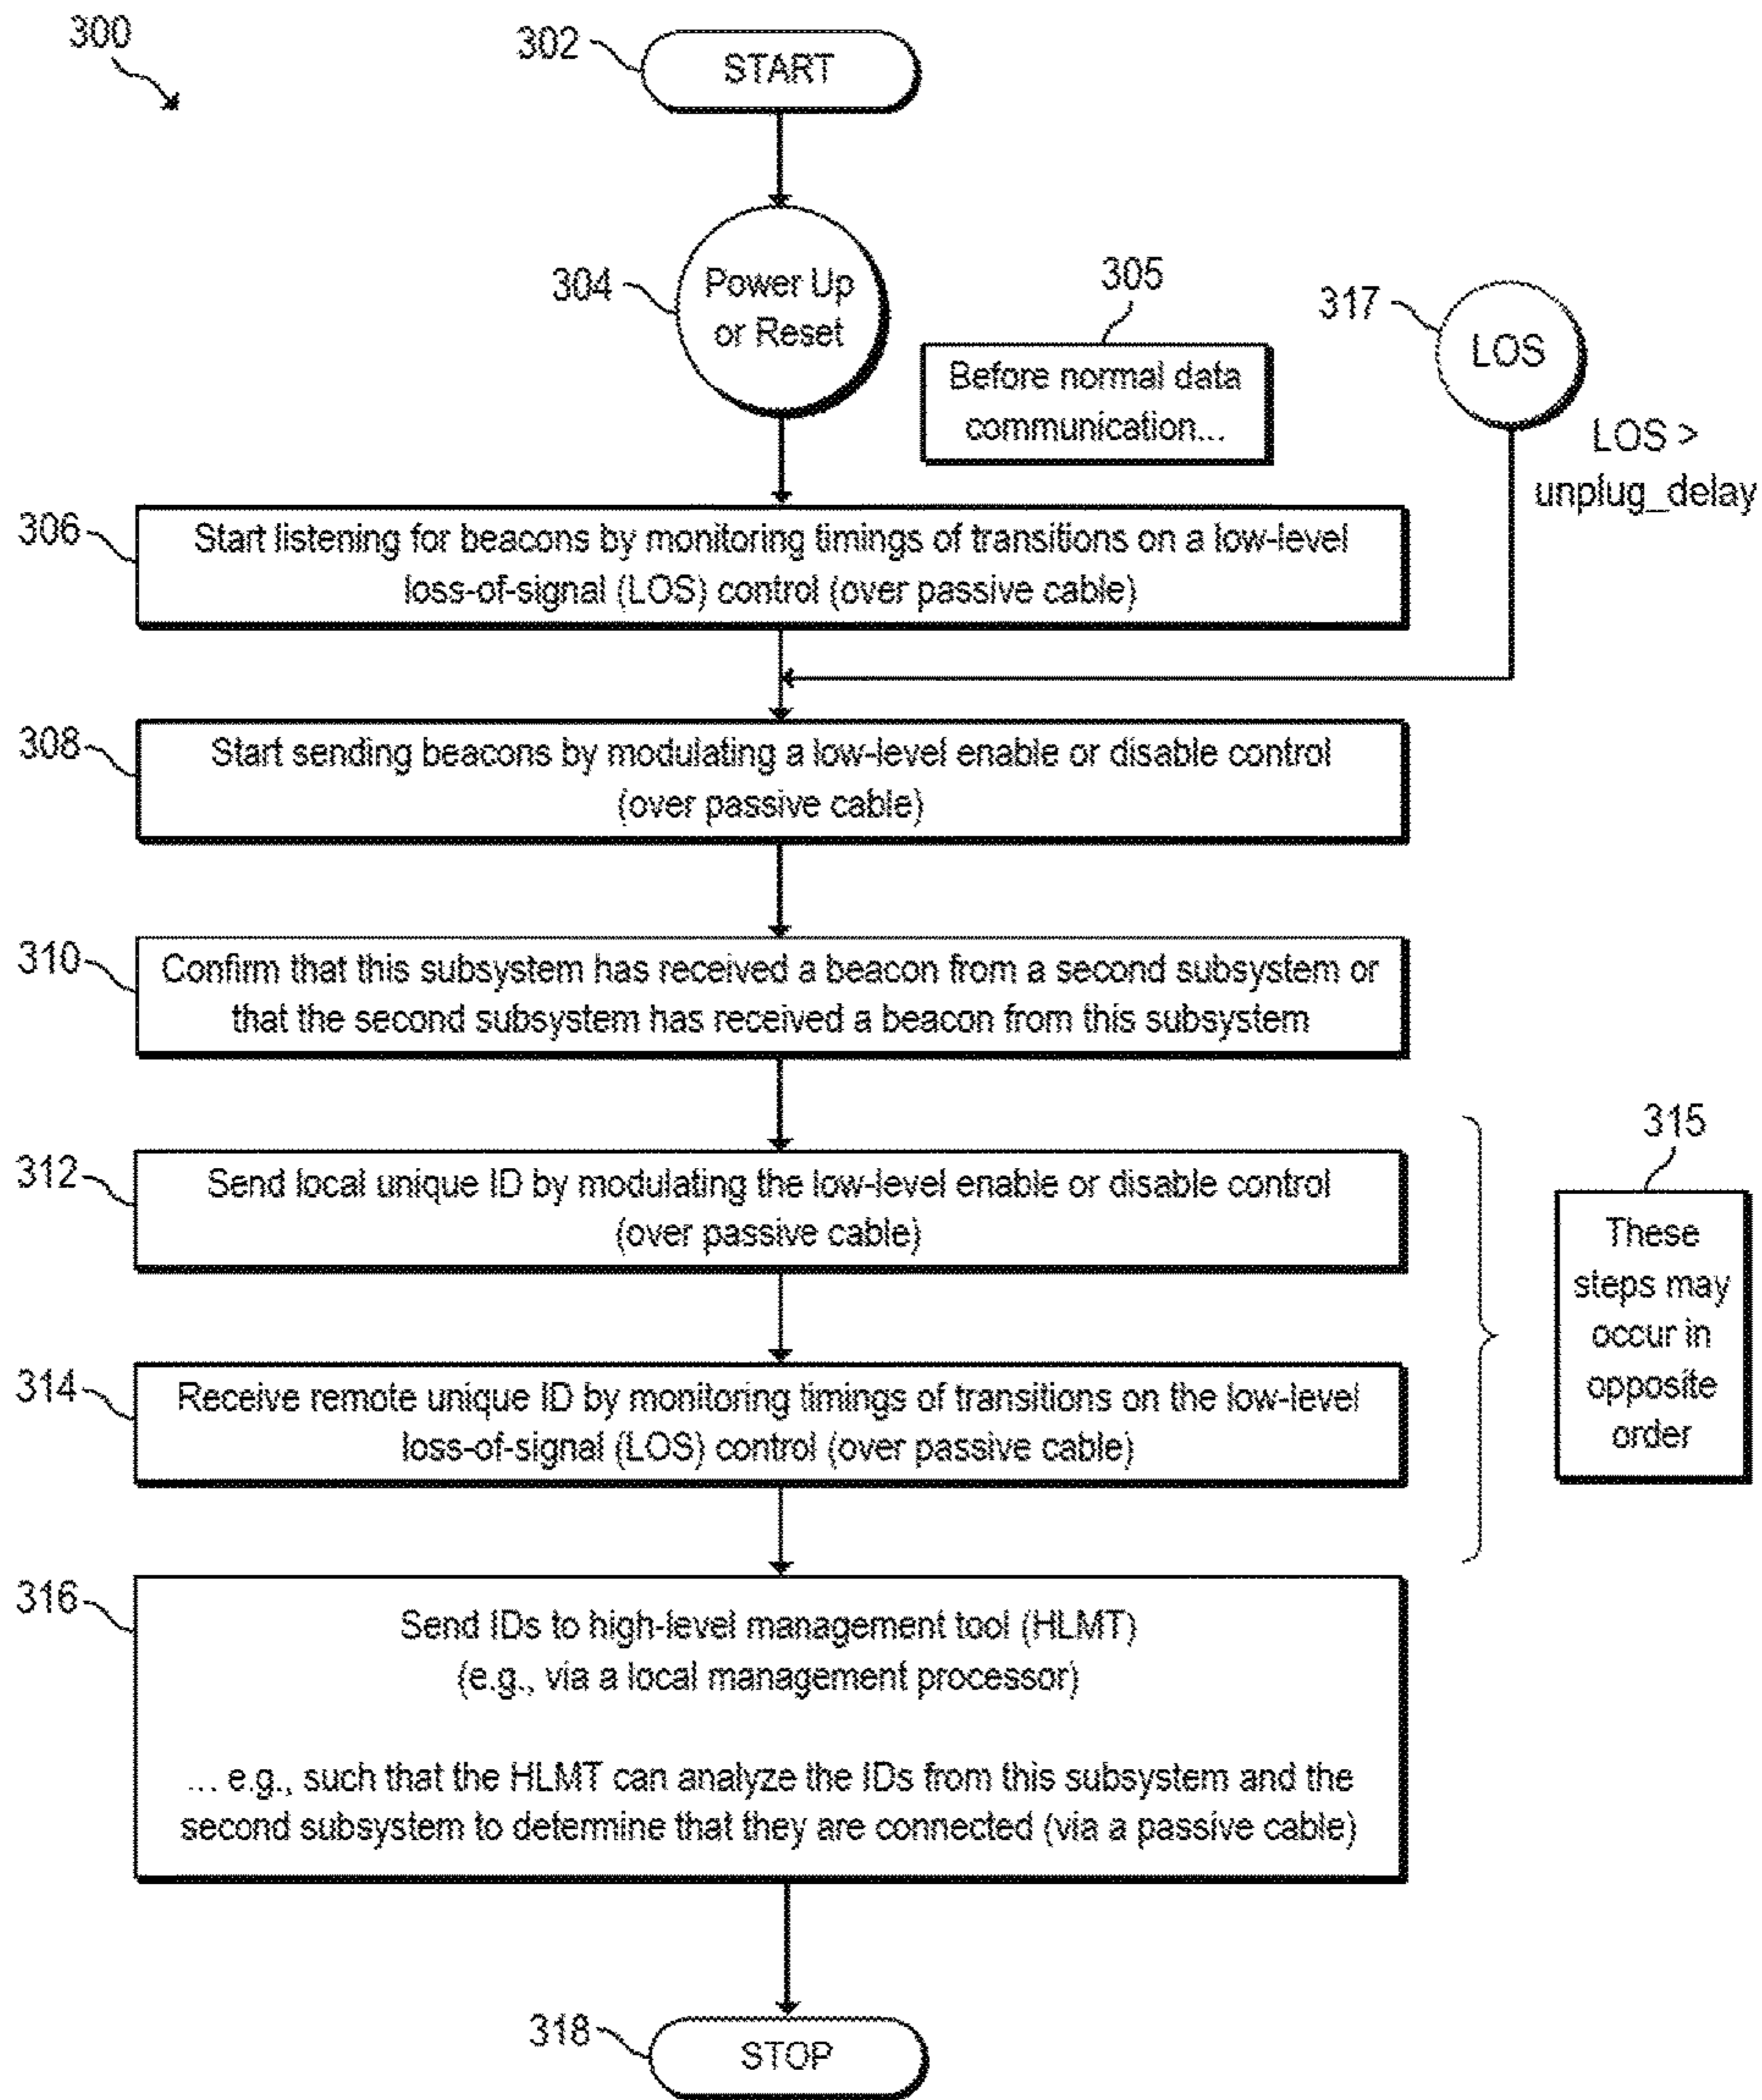 300
302
START
304
Power Up
or Reset
305
Before normal data
communication...
317
LOS
LOS >
unplug_delay
306
Start listening for beacons by monitoring timings of transitions on a low-level
loss-of-signal (LOS) control (over passive cable)
308
Start sending beacons by modulating a low-level enable or disable control
(over passive cable)
310
Confirm that this subsystem has received a beacon from a second subsystem or
that the second subsystem has received a beacon from this subsystem
312
Send local unique ID by modulating the low-level enable or disable control
(over passive cable)
314
Receive remote unique ID by monitoring timings of transitions on the low-level
loss-of-signal (LOS) control (over passive cable)
315
These
steps may
occur in
opposite
order
316
Send IDs to high-level management tool (HLMT)
(e.g., via a local management processor)
... e.g., such that the HLMT can analyze the IDs from this subsystem and the
second subsystem to determine that they are connected (via a passive cable)
318
STOP